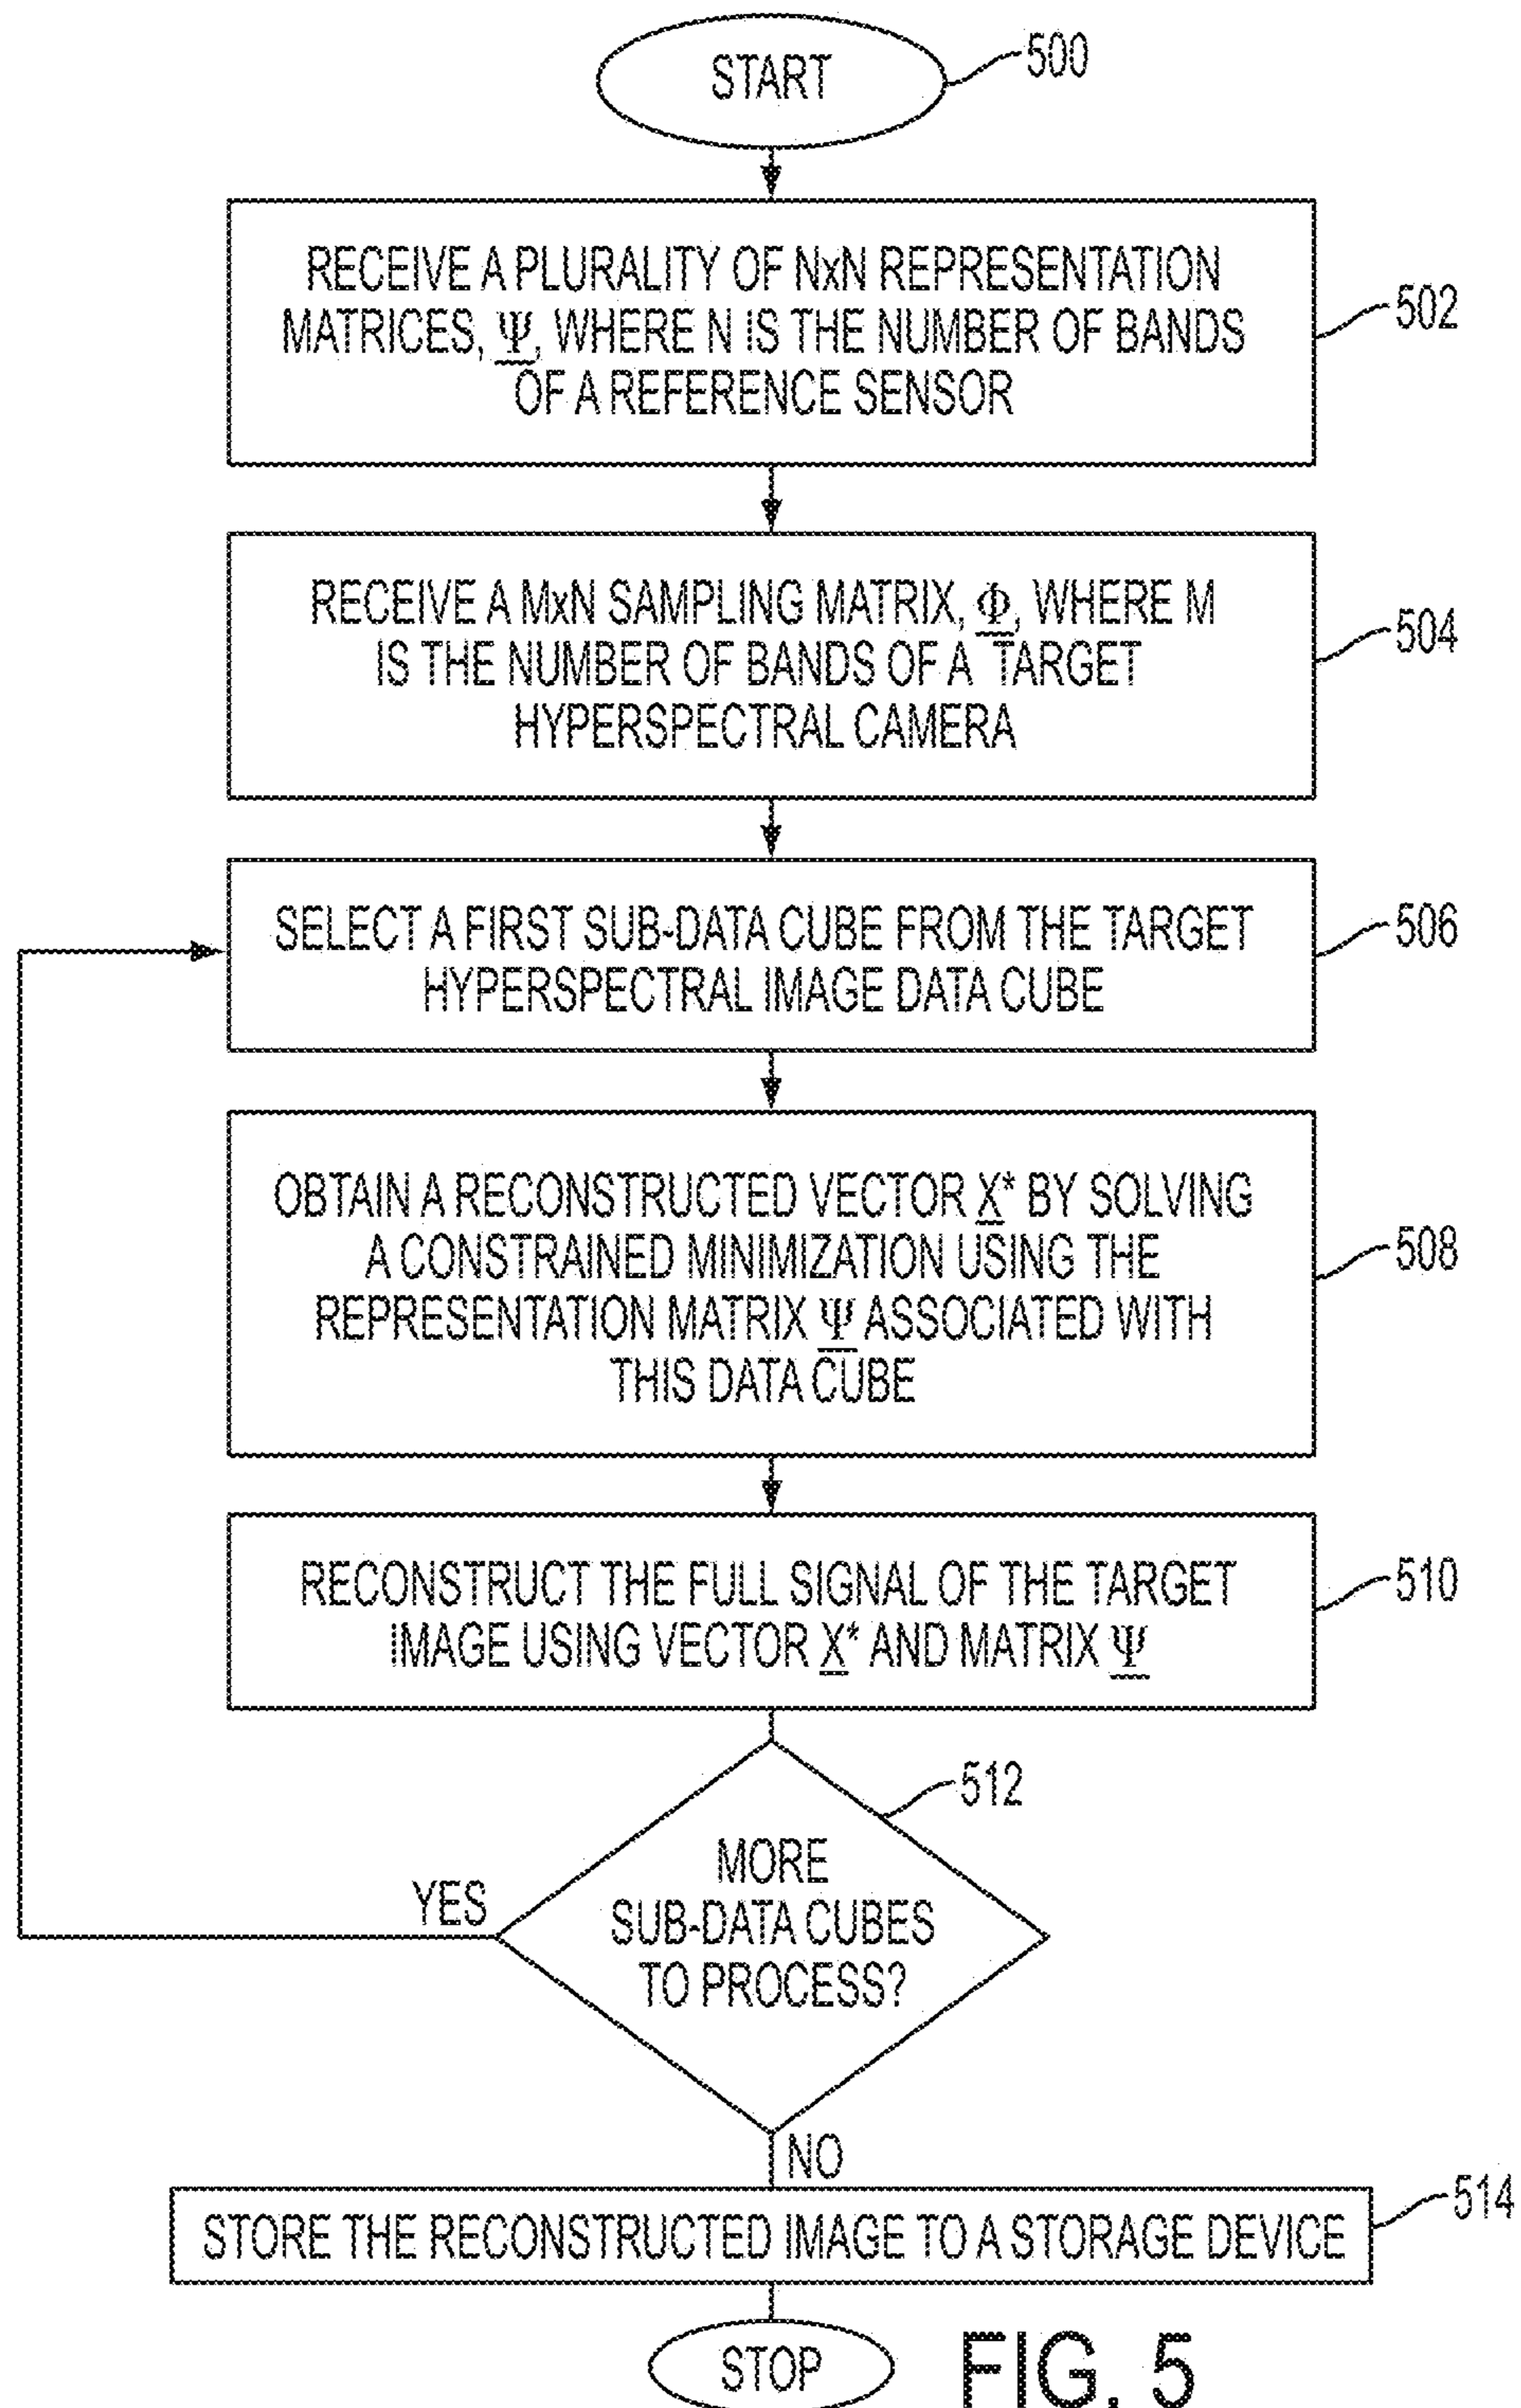 START
500
RECEIVE A PLURALITY OF NxN REPRESENTATION
MATRICES, Ψ, WHERE N IS THE NUMBER OF BANDS
OF A REFERENCE SENSOR
502
RECEIVE A MxN SAMPLING MATRIX, Φ, WHERE M
IS THE NUMBER OF BANDS OF A TARGET
HYPERSPECTRAL CAMERA
504
SELECT A FIRST SUB-DATA CUBE FROM THE TARGET
HYPERSPECTRAL IMAGE DATA CUBE
506
OBTAIN A RECONSTRUCTED VECTOR X* BY SOLVING
A CONSTRAINED MINIMIZATION USING THE
REPRESENTATION MATRIX Ψ ASSOCIATED WITH
THIS DATA CUBE
508
RECONSTRUCT THE FULL SIGNAL OF THE TARGET
IMAGE USING VECTOR X* AND MATRIX Ψ
510
512
MORE
SUB-DATA CUBES
TO PROCESS?
YES
NO
STORE THE RECONSTRUCTED IMAGE TO A STORAGE DEVICE
514
STOP
FIG. 5